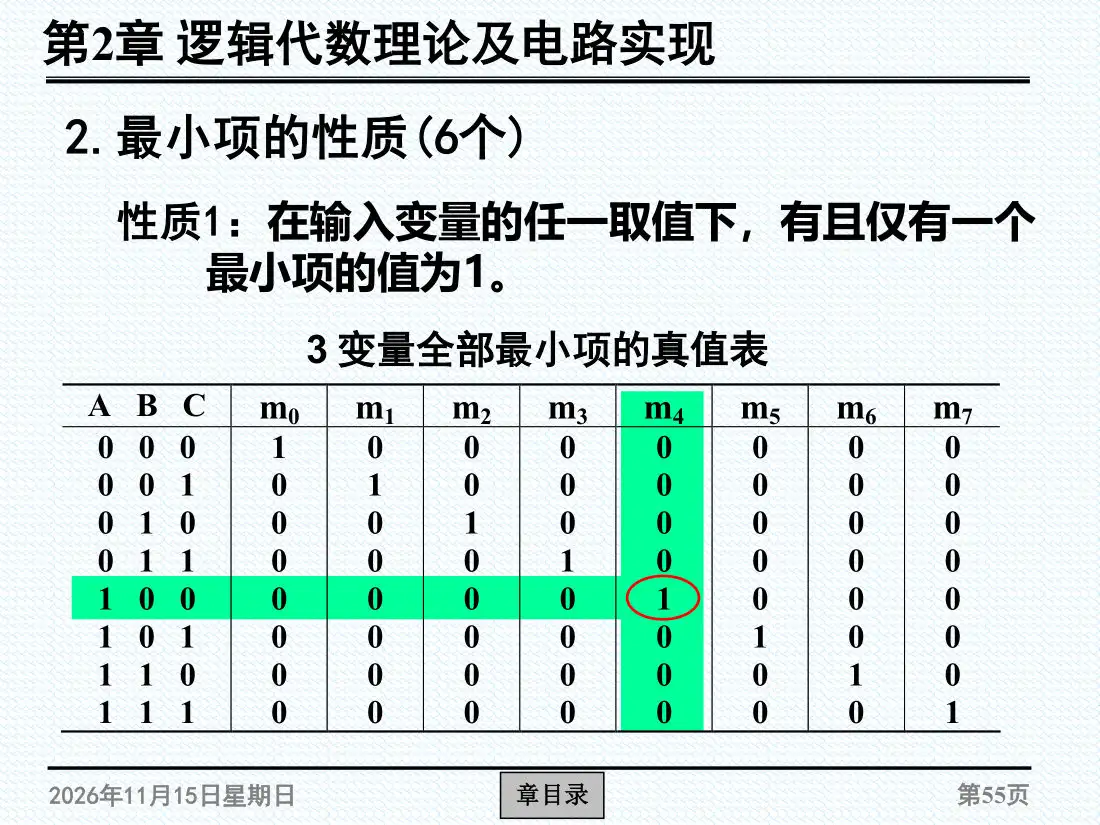 第2章 逻辑代数理论及电路实现
2.最小项的性质(6个)
性质1：在输入变量的任一取值下，有且仅有一个
最小项的值为1。
3变量全部最小项的真值表
A B C m₀ m₁ m₂ m₃ m₄ m₅ m₆ m₇
0 0 0 1 0 0 0 0 0 0 0
0 0 1 0 1 0 0 0 0 0 0
0 1 0 0 0 1 0 0 0 0 0
0 1 1 0 0 0 1 0 0 0 0
1 0 0 0 0 0 0 1 0 0 0
1 0 1 0 0 0 0 0 1 0 0
1 1 0 0 0 0 0 0 0 1 0
1 1 1 0 0 0 0 0 0 0 1
2026年11月15日星期日 章目录 第55页